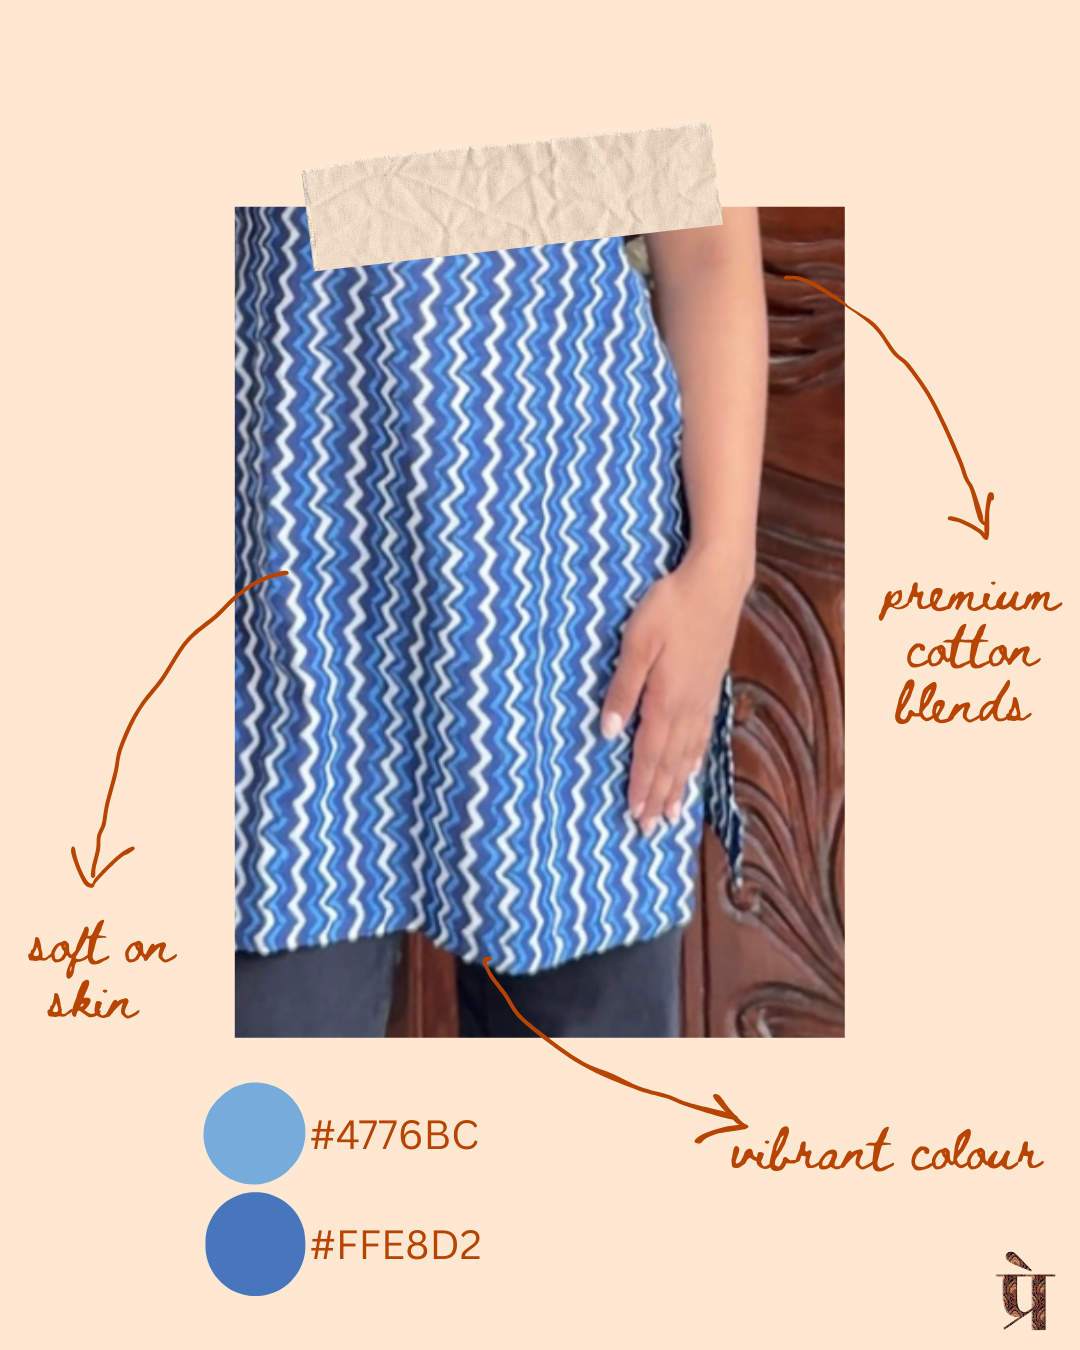 premium
cotton
blends
soft on
skin
#4776BC
vibrant colour
#FFE8D2
प्रे